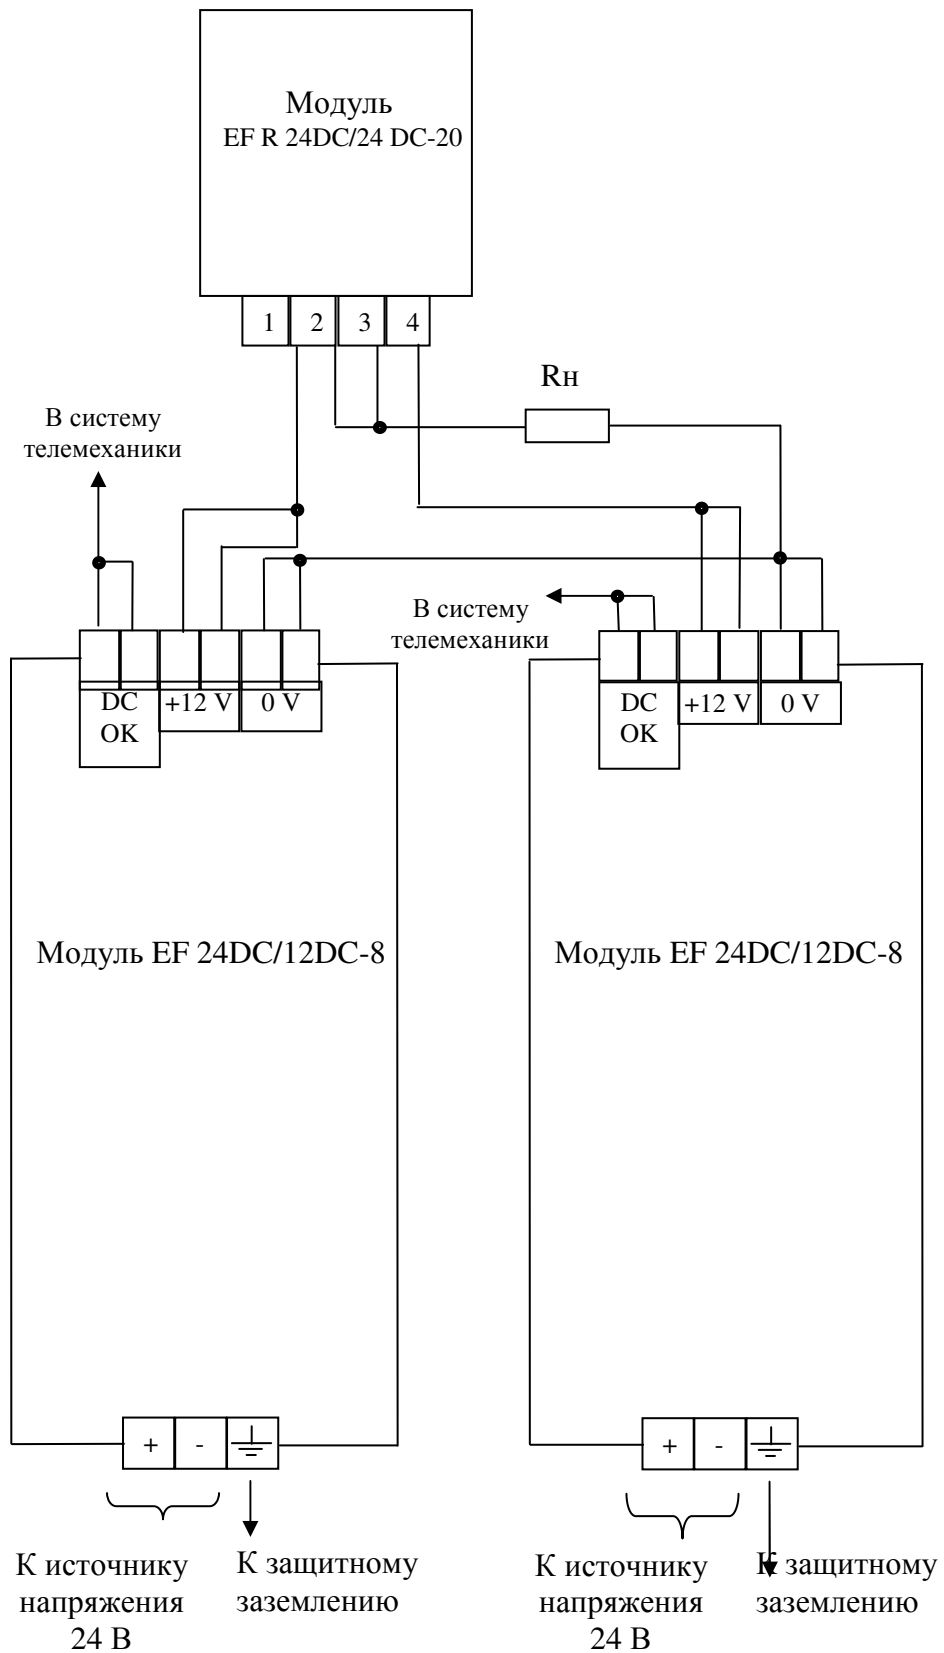 Модуль
EF R 24DC/24 DC-20
1 2 3 4
Rн
В систему
телемеханики
В систему
телемеханики
DC
OK
+12 V
0 V
DC
OK
+12 V
0 V
Модуль EF 24DC/12DC-8
Модуль EF 24DC/12DC-8
+ -
+ -
К источнику
напряжения
24 В
К защитному
заземлению
К источнику
напряжения
24 В
К защитному
заземлению